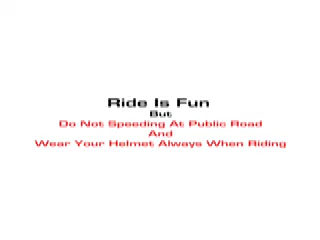 Ride Is Fun
But
Do Not Speeding At Public Road
And
Wear Your Helmet Always When Riding